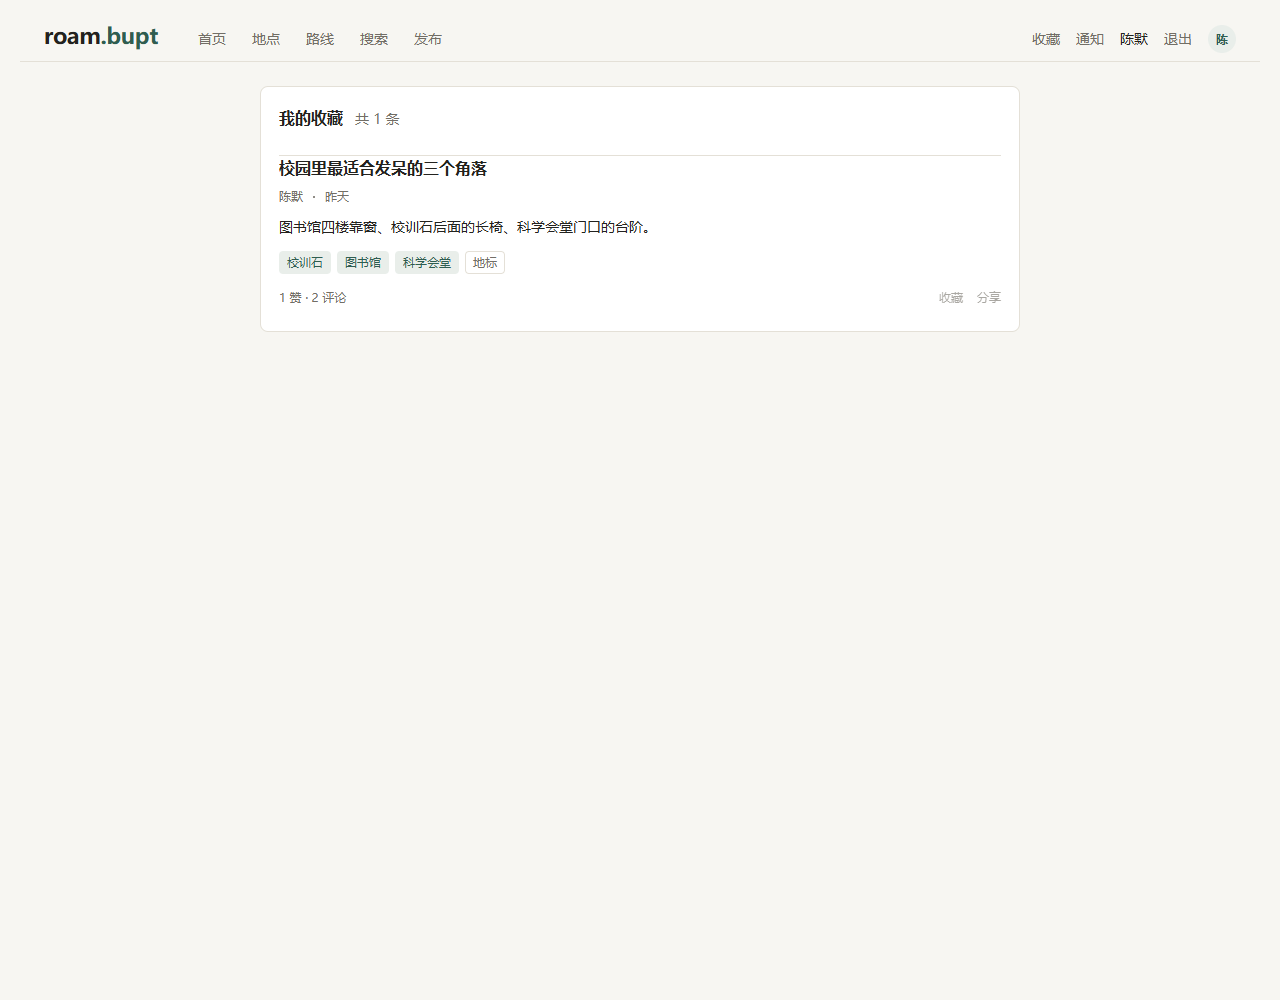 roam.bupt 首页 地点 路线 搜索 发布 收藏 通知 陈默 退出 陈
我的收藏 共 1 条
校园里最适合发呆的三个角落
陈默 · 昨天
图书馆四楼靠窗、校训石后面的长椅、科学会堂门口的台阶。
校训石 图书馆 科学会堂 地标
1 赞 · 2 评论 收藏 分享